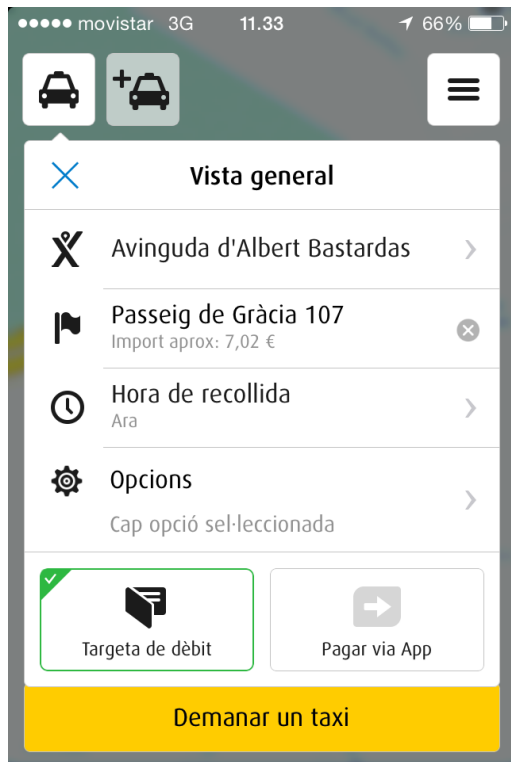 movistar 3G 11.33 66%
Vista general
Avinguda d'Albert Bastardas
Passeig de Gràcia 107
Import aprox: 7,02 €
Hora de recollida
Ara
Opcions
Cap opció sel·leccionada
Targeta de dèbit Pagar via App
Demanar un taxi